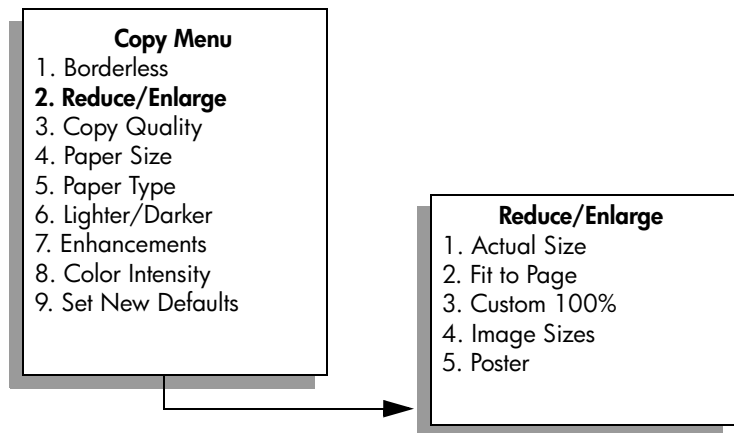 Copy Menu
1. Borderless
2. Reduce/Enlarge
3. Copy Quality
4. Paper Size
5. Paper Type
6. Lighter/Darker
7. Enhancements
8. Color Intensity
9. Set New Defaults
Reduce/Enlarge
1. Actual Size
2. Fit to Page
3. Custom 100%
4. Image Sizes
5. Poster